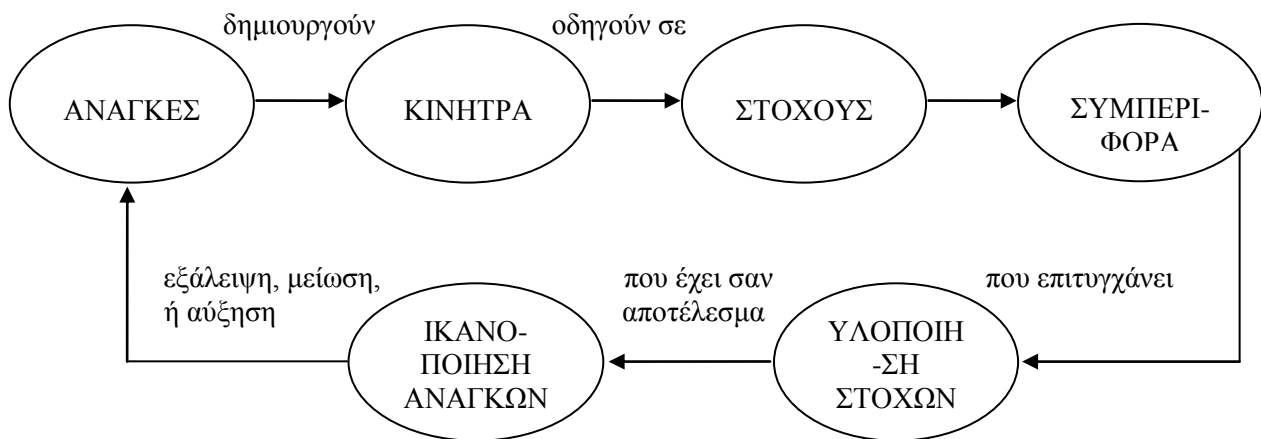 δημιουργούν
οδηγούν σε
ΑΝΑΓΚΕΣ
ΚΙΝΗΤΡΑ
ΣΤΟΧΟΥΣ
ΣΥΜΠΕΡΙ-
ΦΟΡΑ
που επιτυγχάνει
ΥΛΟΠΟΙΗ
-ΣΗ
ΣΤΟΧΩΝ
που έχει σαν
αποτέλεσμα
ΙΚΑΝΟ-
ΠΟΙΗΣΗ
ΑΝΑΓΚΩΝ
εξάλειψη, μείωση,
ή αύξηση